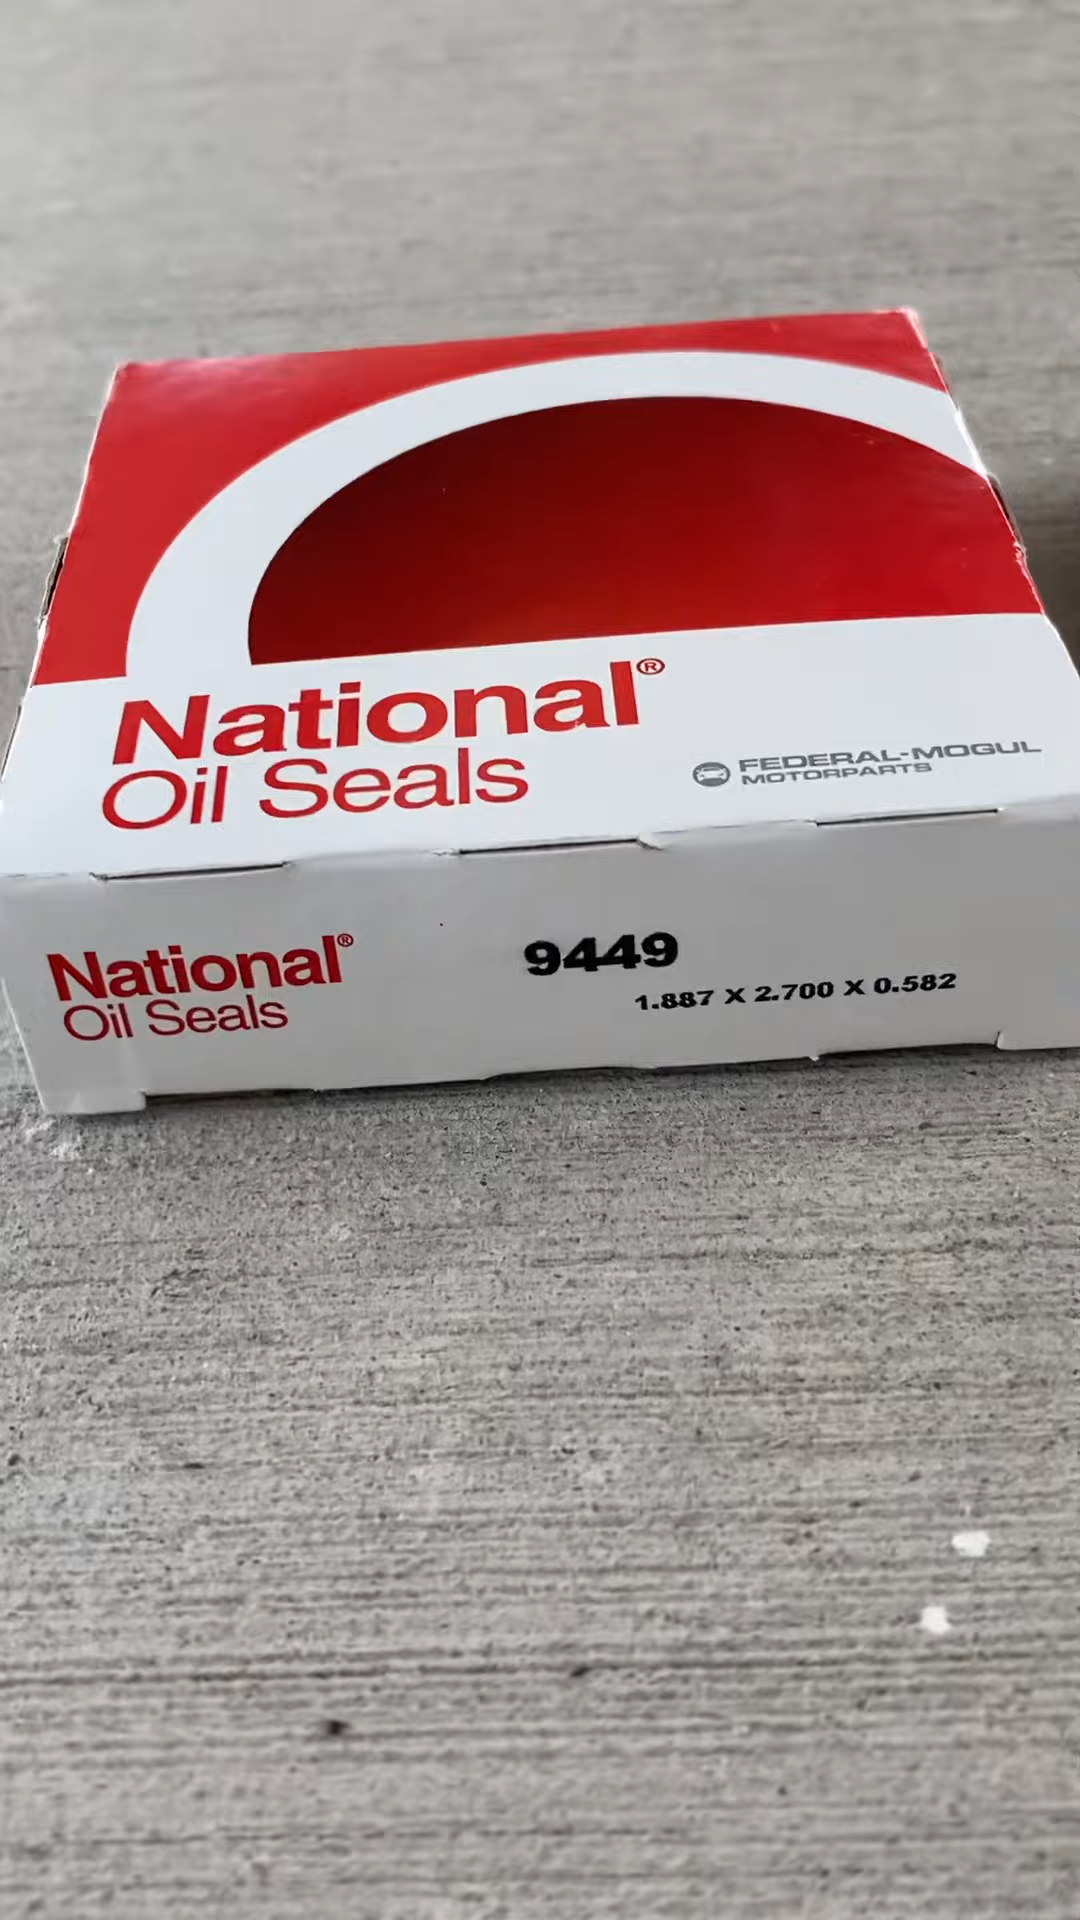 National®
Oil Seals
FEDERAL-MOGUL
MOTORPARTS
National®
Oil Seals
9449
1.887 X 2.700 X 0.582